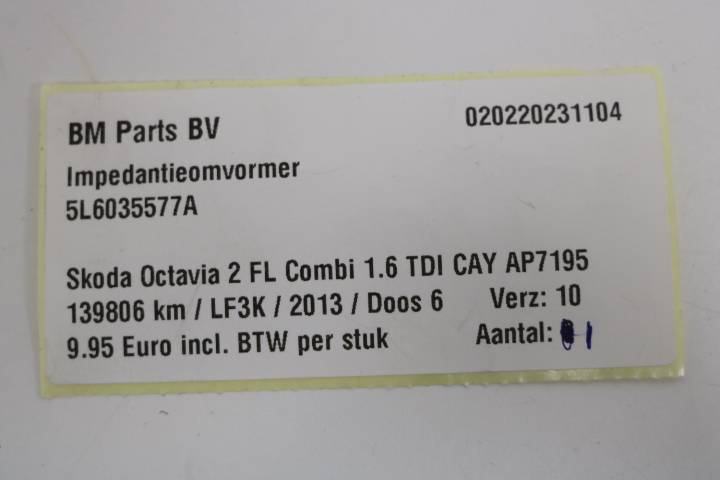 BM Parts BV 020220231104
Impedantieomvormer
5L6035577A
Skoda Octavia 2 FL Combi 1.6 TDI CAY AP7195
139806 km / LF3K / 2013 / Doos 6 Verz: 10
9.95 Euro incl. BTW per stuk Aantal: 1